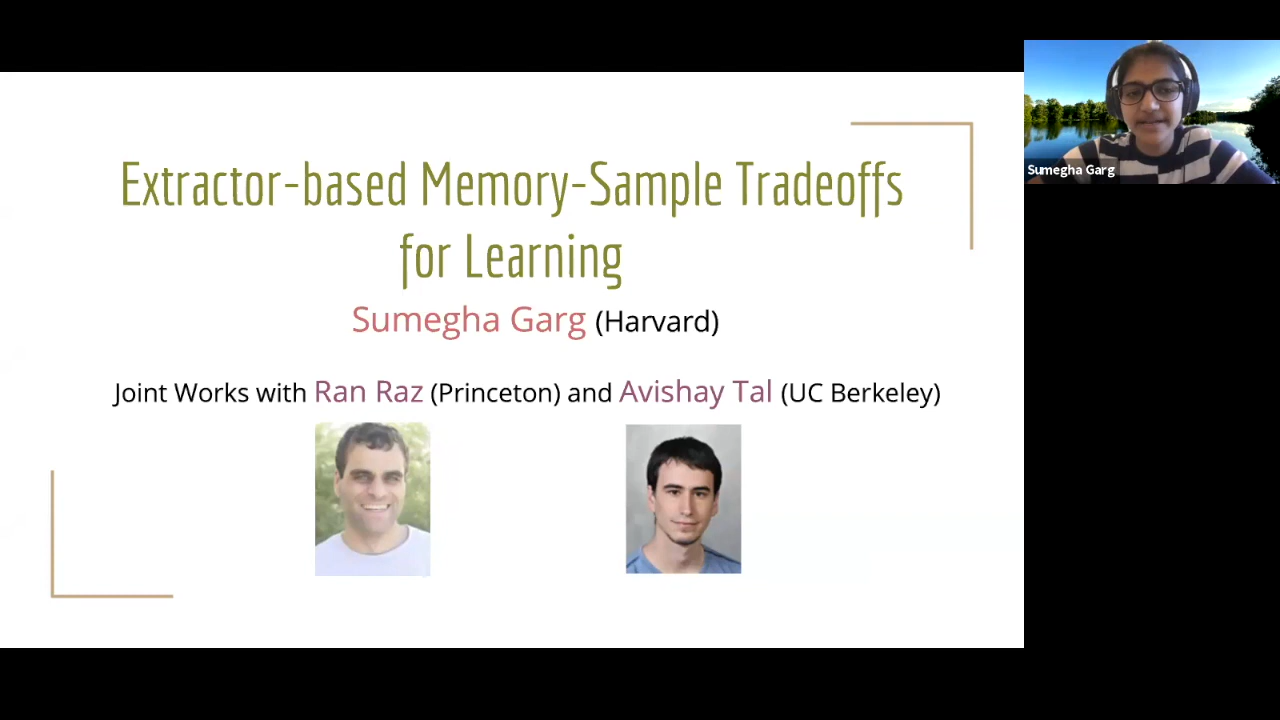 Extractor-based Memory-Sample Tradeoffs
for Learning
Sumegha Garg (Harvard)
Joint Works with Ran Raz (Princeton) and Avishay Tal (UC Berkeley)
Sumegha Garg